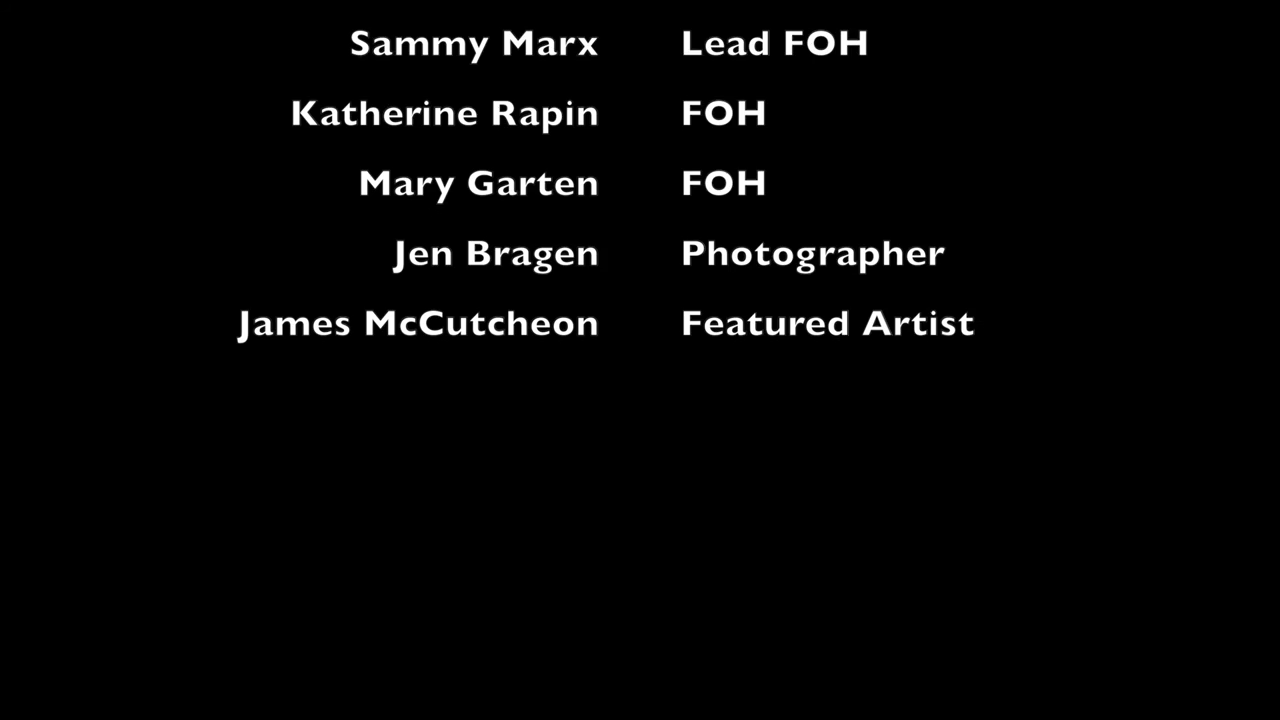 Sammy Marx Lead FOH
Katherine Rapin FOH
Mary Garten FOH
Jen Bragen Photographer
James McCutcheon Featured Artist